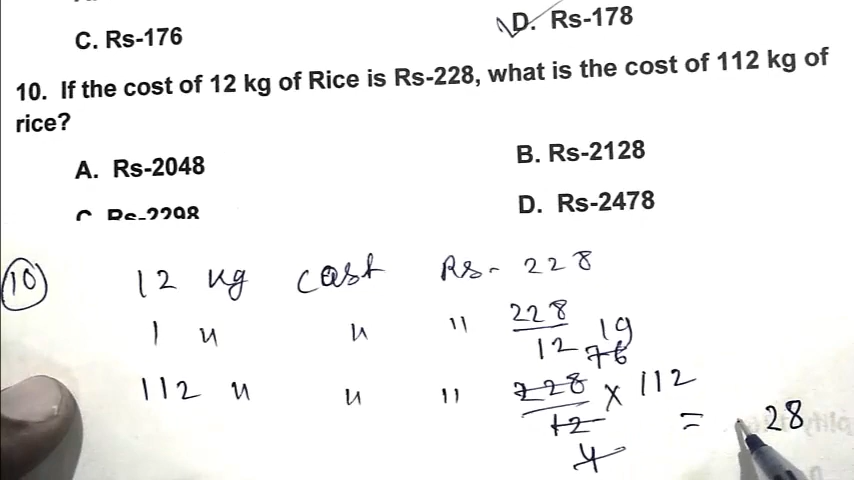 C. Rs-176
D. Rs-178
10. If the cost of 12 kg of Rice is Rs-228, what is the cost of 112 kg of
rice?
A. Rs-2048
B. Rs-2128
C Rs-2298
D. Rs-2478
10 12 kg cost Rs- 228
1 " " " 228
12
19
76
112 " " " 228 x 112
12
4
= 28